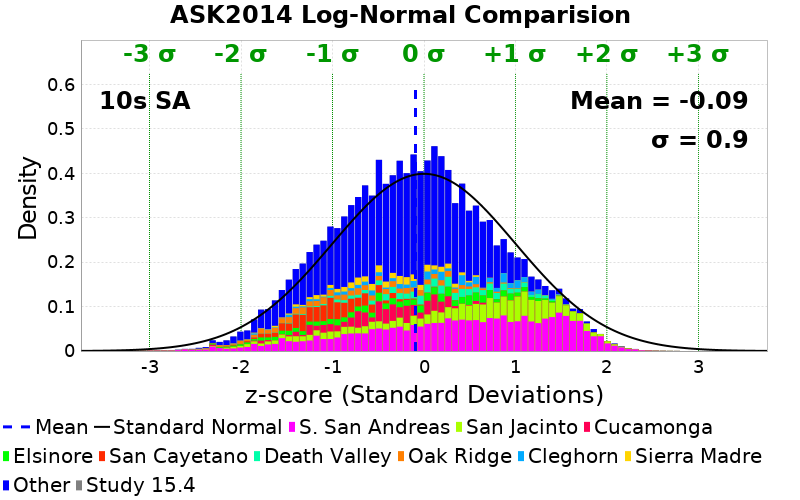 ASK2014 Log-Normal Comparision
-3 σ -2 σ -1 σ 0 σ +1 σ +2 σ +3 σ
10s SA
Mean = -0.09
σ = 0.9
Density
0.6
0.5
0.4
0.3
0.2
0.1
0
-3 -2 -1 0 1 2 3
z-score (Standard Deviations)
Mean Standard Normal S. San Andreas San Jacinto Cucamonga
Elsinore San Cayetano Death Valley Oak Ridge Cleghorn Sierra Madre
Other Study 15.4